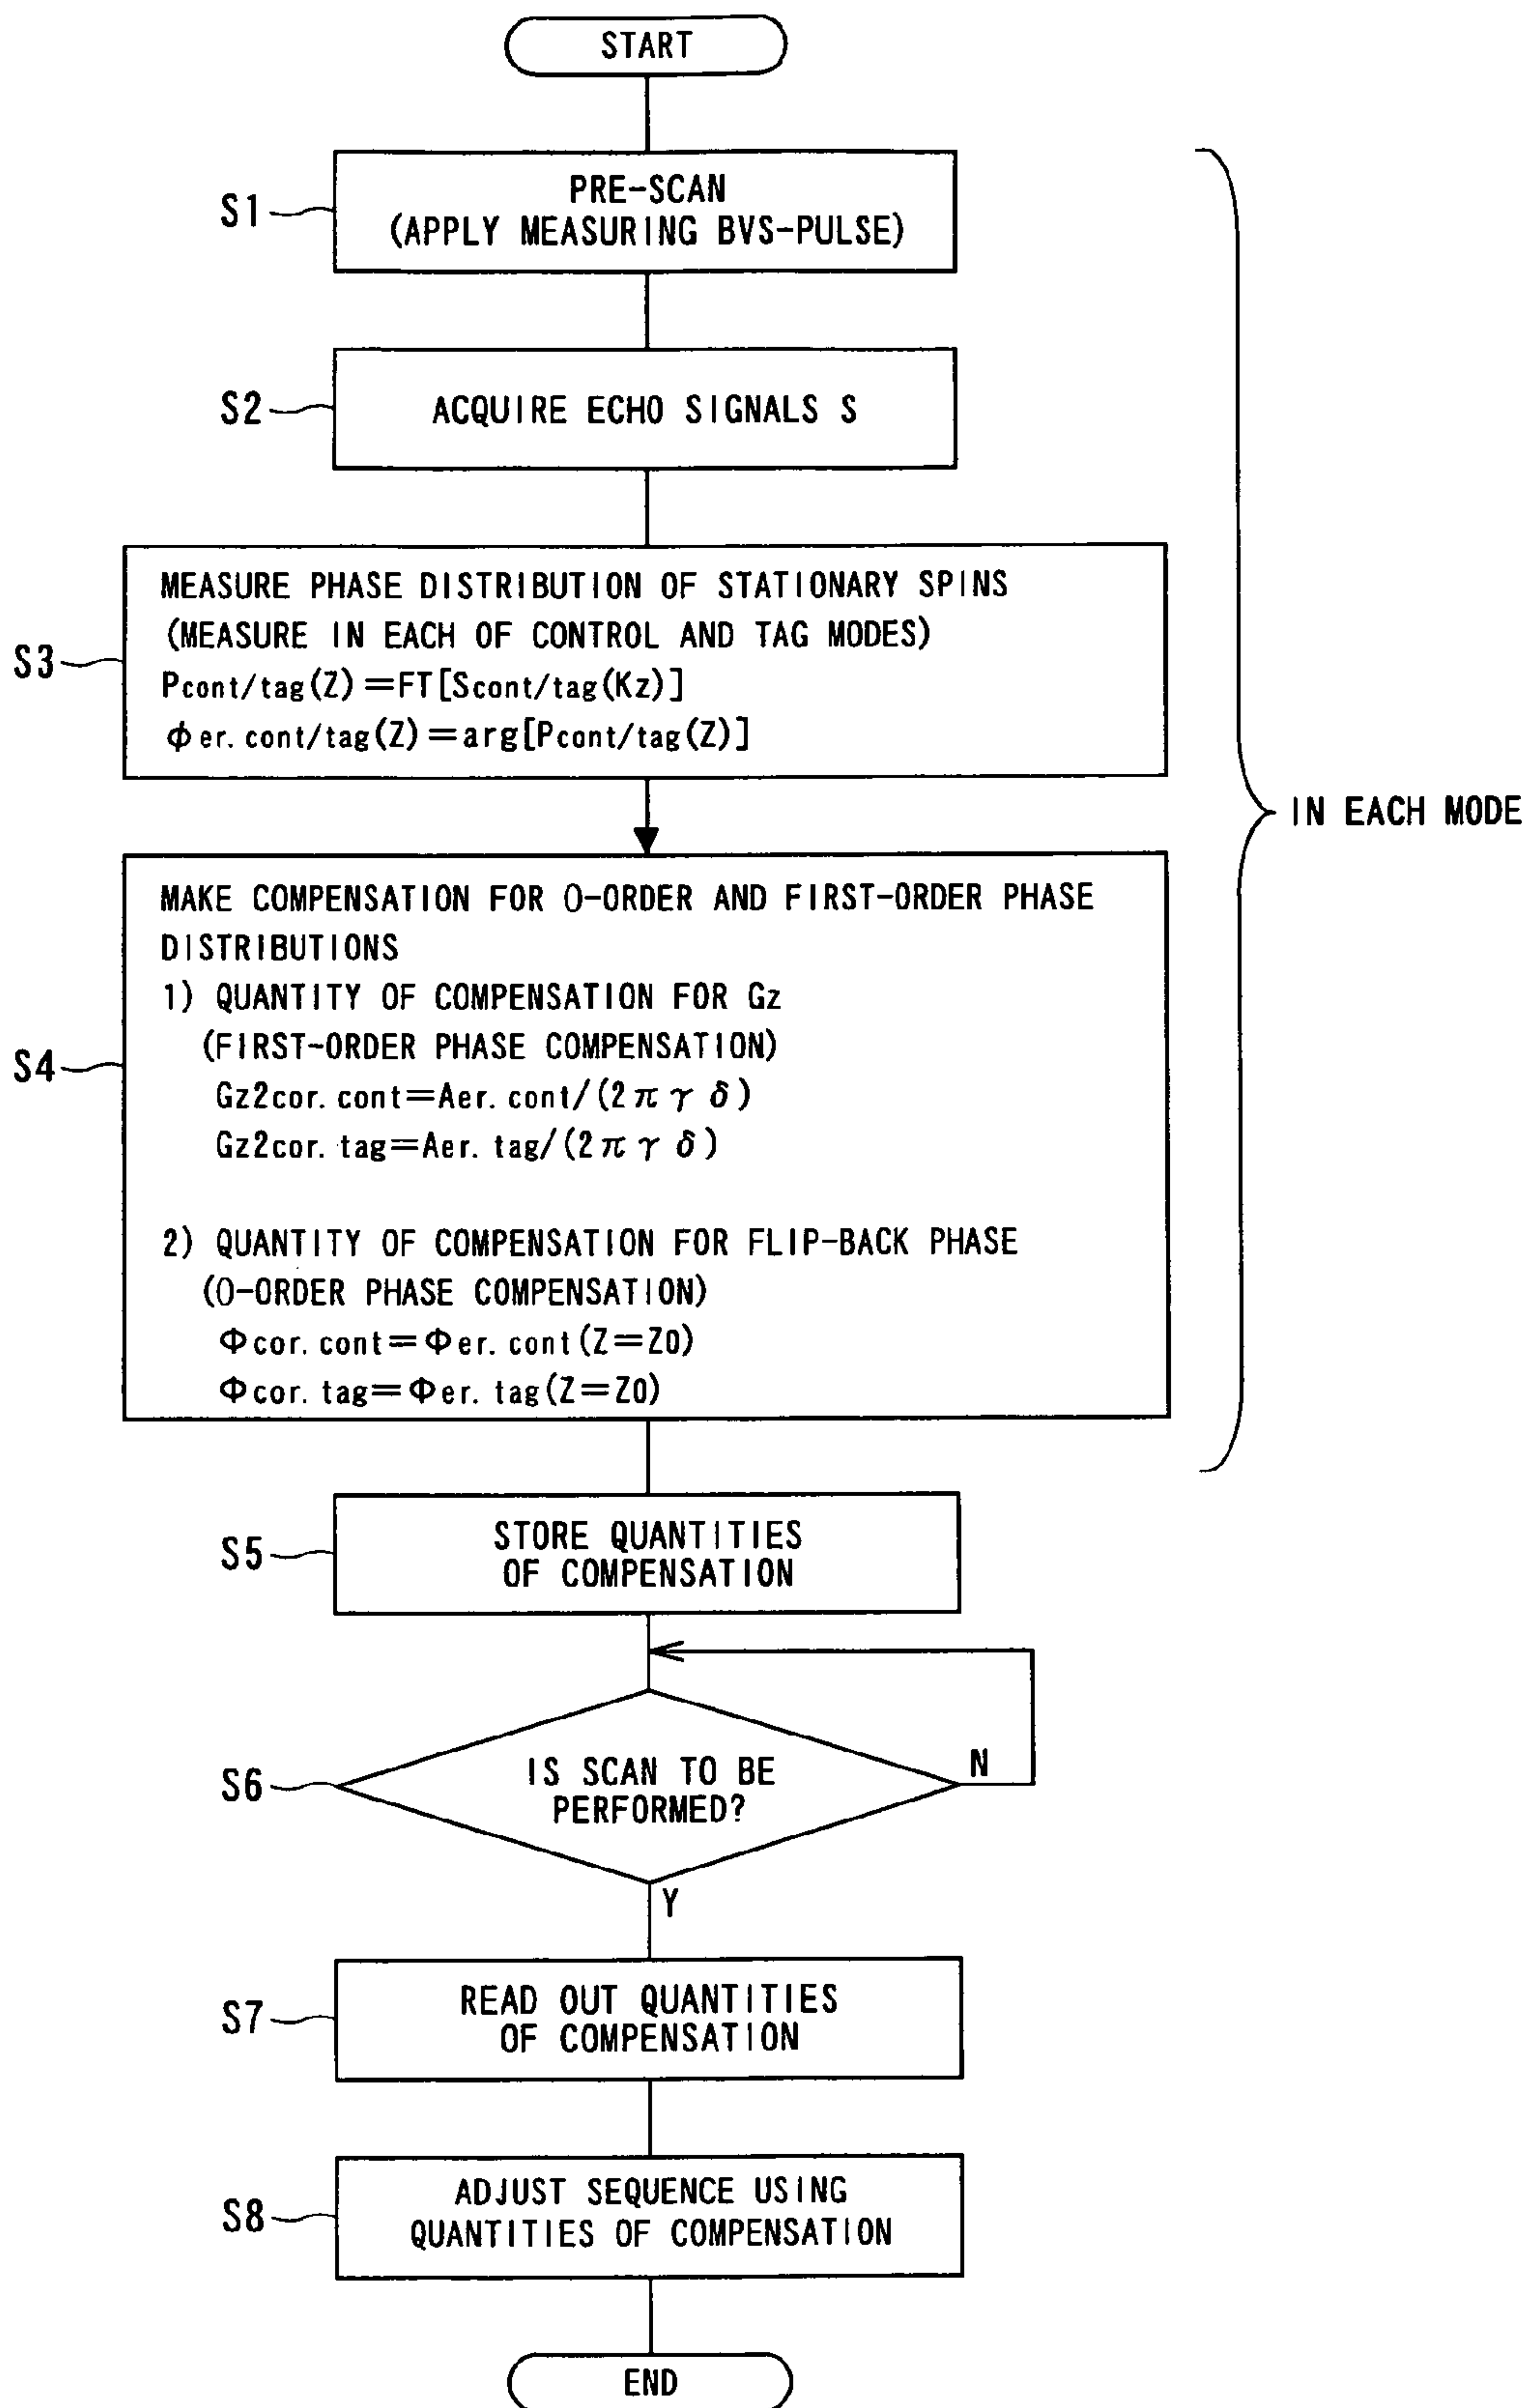 START
S1
PRE-SCAN
(APPLY MEASURING BVS-PULSE)
S2
ACQUIRE ECHO SIGNALS S
S3
MEASURE PHASE DISTRIBUTION OF STATIONARY SPINS
(MEASURE IN EACH OF CONTROL AND TAG MODES)
Pcont/tag(Z)=FT[Scont/tag(Kz)]
ϕer.cont/tag(Z)=arg[Pcont/tag(Z)]
IN EACH MODE
S4
MAKE COMPENSATION FOR 0-ORDER AND FIRST-ORDER PHASE
DISTRIBUTIONS
1) QUANTITY OF COMPENSATION FOR Gz
(FIRST-ORDER PHASE COMPENSATION)
Gz2cor.cont=Aer.cont/(2πγδ)
Gz2cor.tag=Aer.tag/(2πγδ)
2) QUANTITY OF COMPENSATION FOR FLIP-BACK PHASE
(0-ORDER PHASE COMPENSATION)
Φcor.cont=Φer.cont(Z=Z0)
Φcor.tag=Φer.tag(Z=Z0)
S5
STORE QUANTITIES
OF COMPENSATION
S6
IS SCAN TO BE
PERFORMED?
N
Y
S7
READ OUT QUANTITIES
OF COMPENSATION
S8
ADJUST SEQUENCE USING
QUANTITIES OF COMPENSATION
END